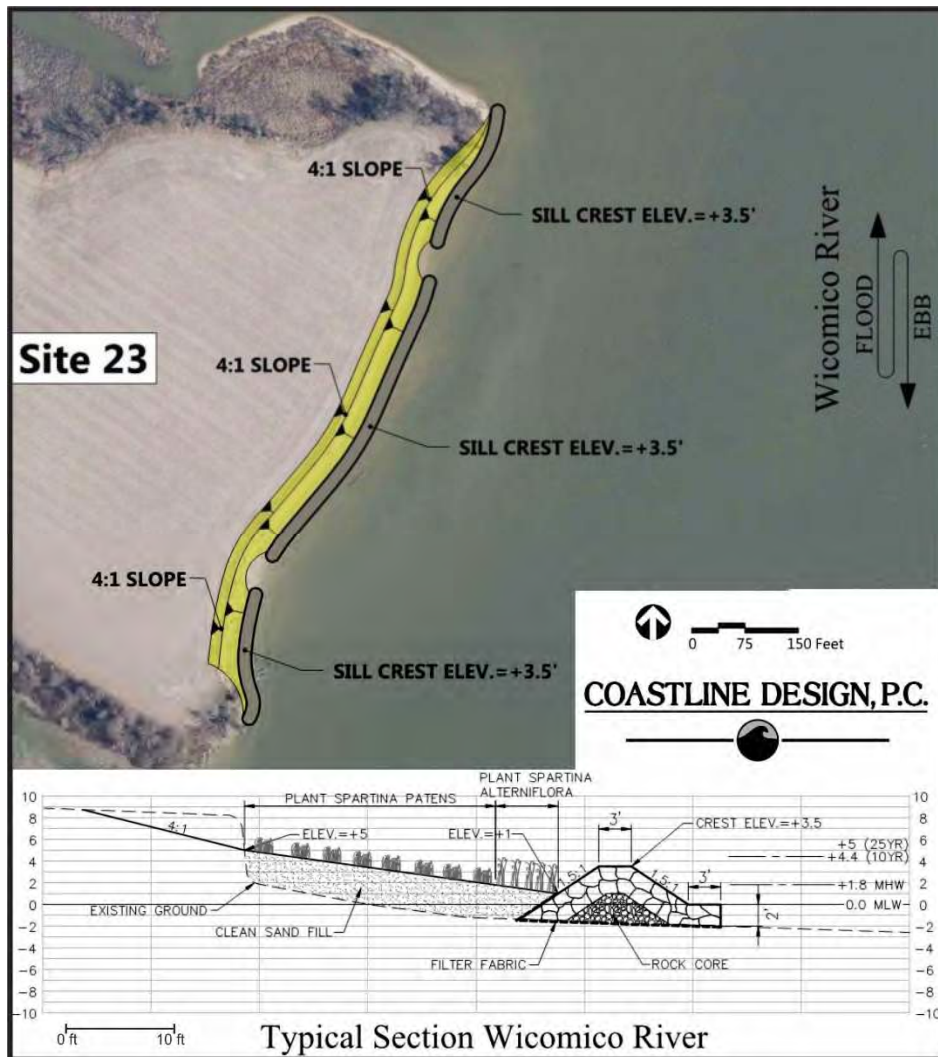 4:1 SLOPE
SILL CREST ELEV.=+3.5'
Wicomico River
FLOOD
EBB
Site 23
4:1 SLOPE
SILL CREST ELEV.=+3.5'
4:1 SLOPE
SILL CREST ELEV.=+3.5'
0 75 150 Feet
COASTLINE DESIGN, P.C.
PLANT SPARTINA PATENS
PLANT SPARTINA
ALTERNIFLORA
10
8
6
4
2
0
-2
-4
-6
-8
-10
4:1
ELEV.=+5
ELEV.=+1
1.5:1
3'
1.5:1
CREST ELEV.=+3.5
3'
2'
+5 (25YR)
+4.4 (10YR)
+1.8 MHW
0.0 MLW
EXISTING GROUND
CLEAN SAND FILL
FILTER FABRIC
ROCK CORE
10
8
6
4
2
0
-2
-4
-6
-8
-10
0 ft 10 ft
Typical Section Wicomico River